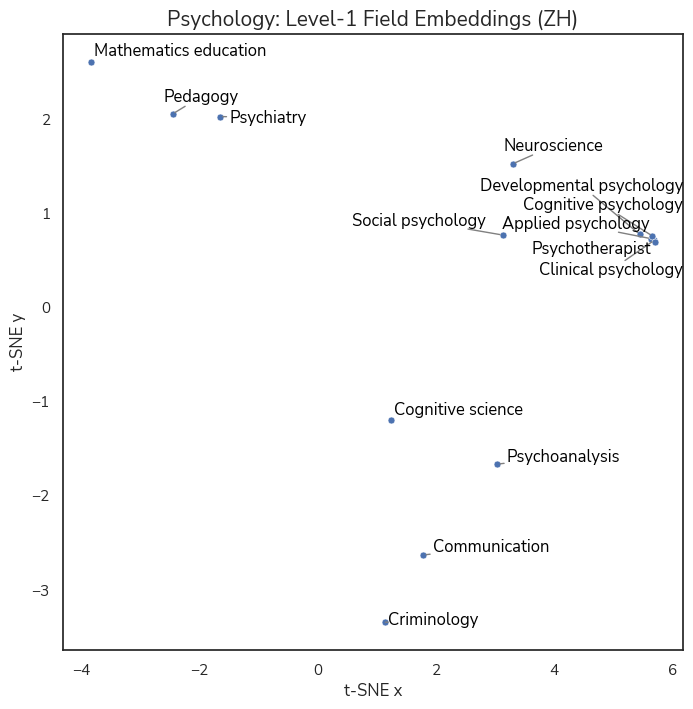 Psychology: Level-1 Field Embeddings (ZH)
Mathematics education
Pedagogy
Psychiatry
Neuroscience
Developmental psychology
Cognitive psychology
Social psychology
Applied psychology
Psychotherapist
Clinical psychology
Cognitive science
Psychoanalysis
Communication
Criminology
2
1
0
−1
−2
−3
t-SNE y
−4
−2
0
2
4
6
t-SNE x